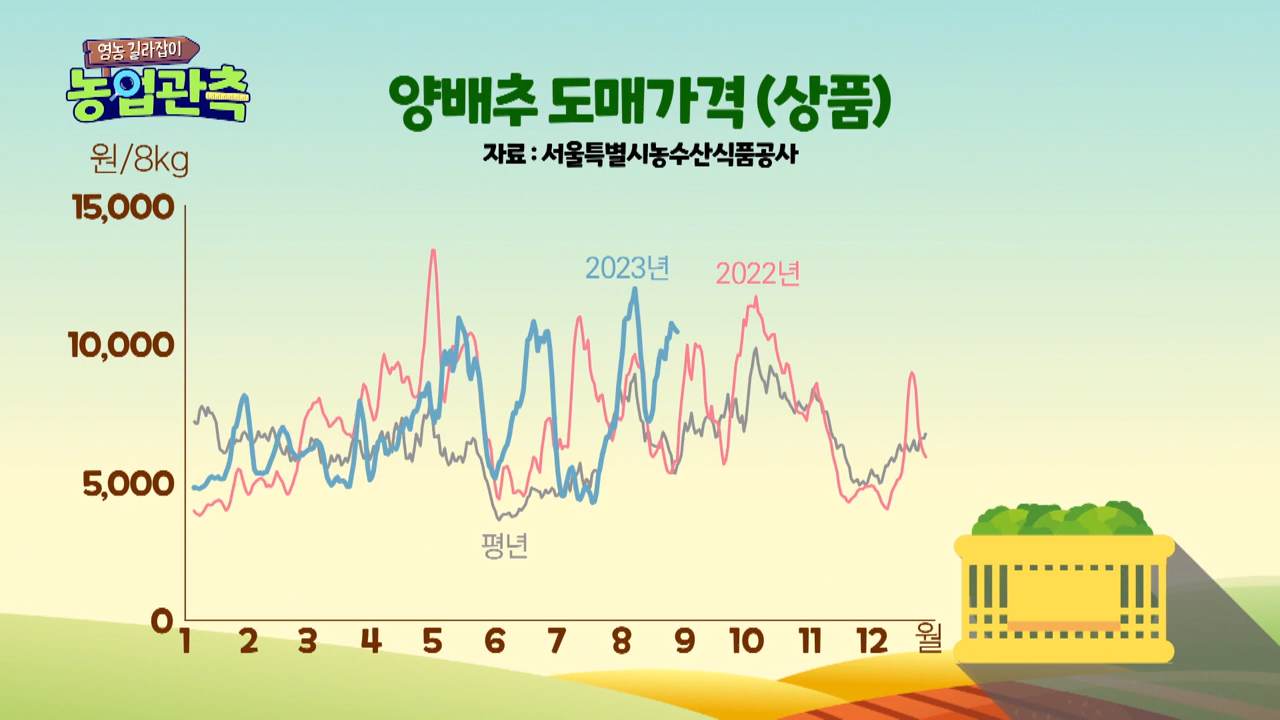 영농 길라잡이
농업관측
양배추 도매가격 (상품)
자료 : 서울특별시농수산식품공사
원/8kg
15,000
10,000
5,000
0
2023년
2022년
평년
1 2 3 4 5 6 7 8 9 10 11 12 월